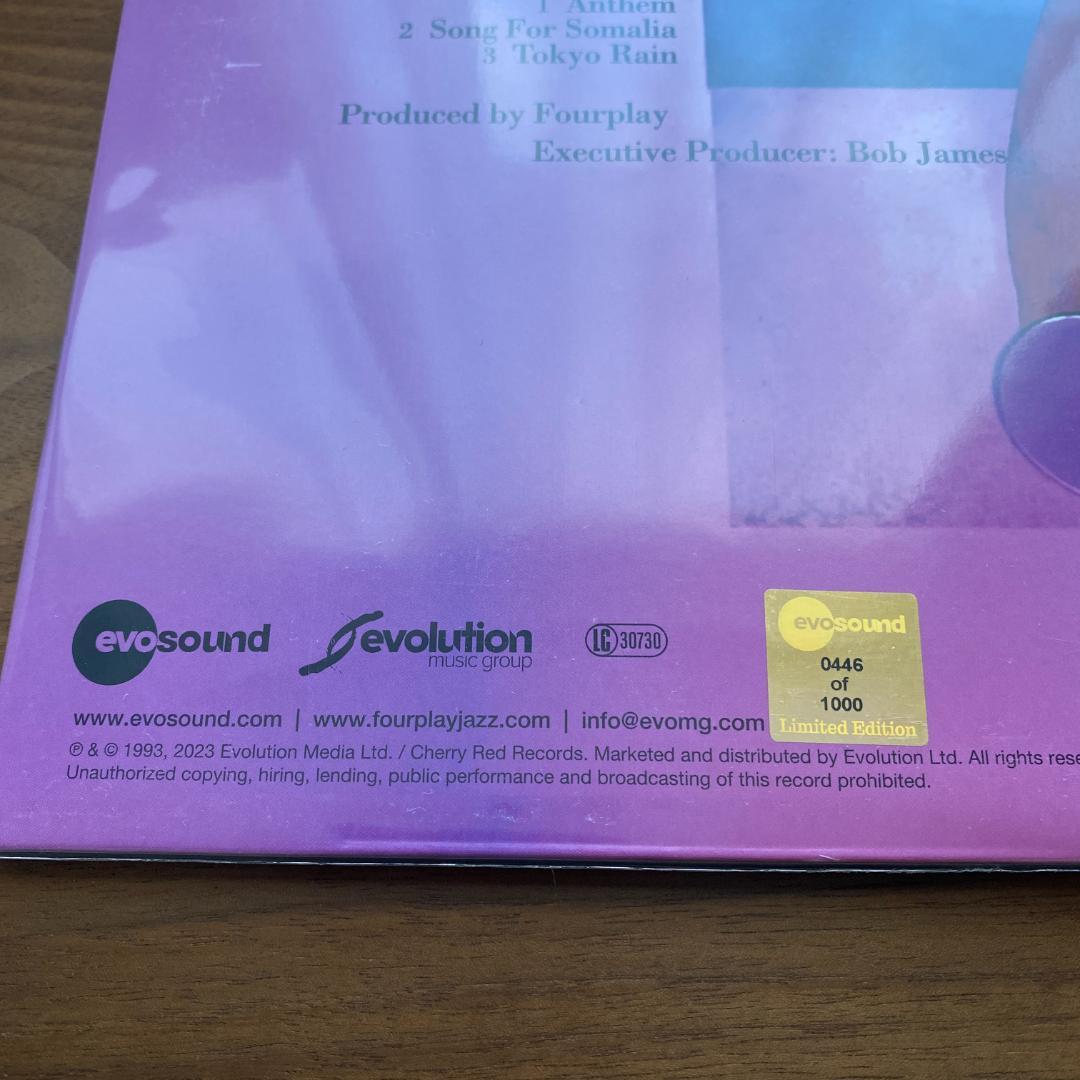 1 Anthem
2 Song For Somalia
3 Tokyo Rain
Produced by Fourplay
Executive Producer: Bob James
evosound
evolution
music group
LC 30730
evosound
0446
of
1000
Limited Edition
www.evosound.com | www.fourplayjazz.com | info@evomg.com
℗ & © 1993, 2023 Evolution Media Ltd. / Cherry Red Records. Marketed and distributed by Evolution Ltd. All rights rese
Unauthorized copying, hiring, lending, public performance and broadcasting of this record prohibited.